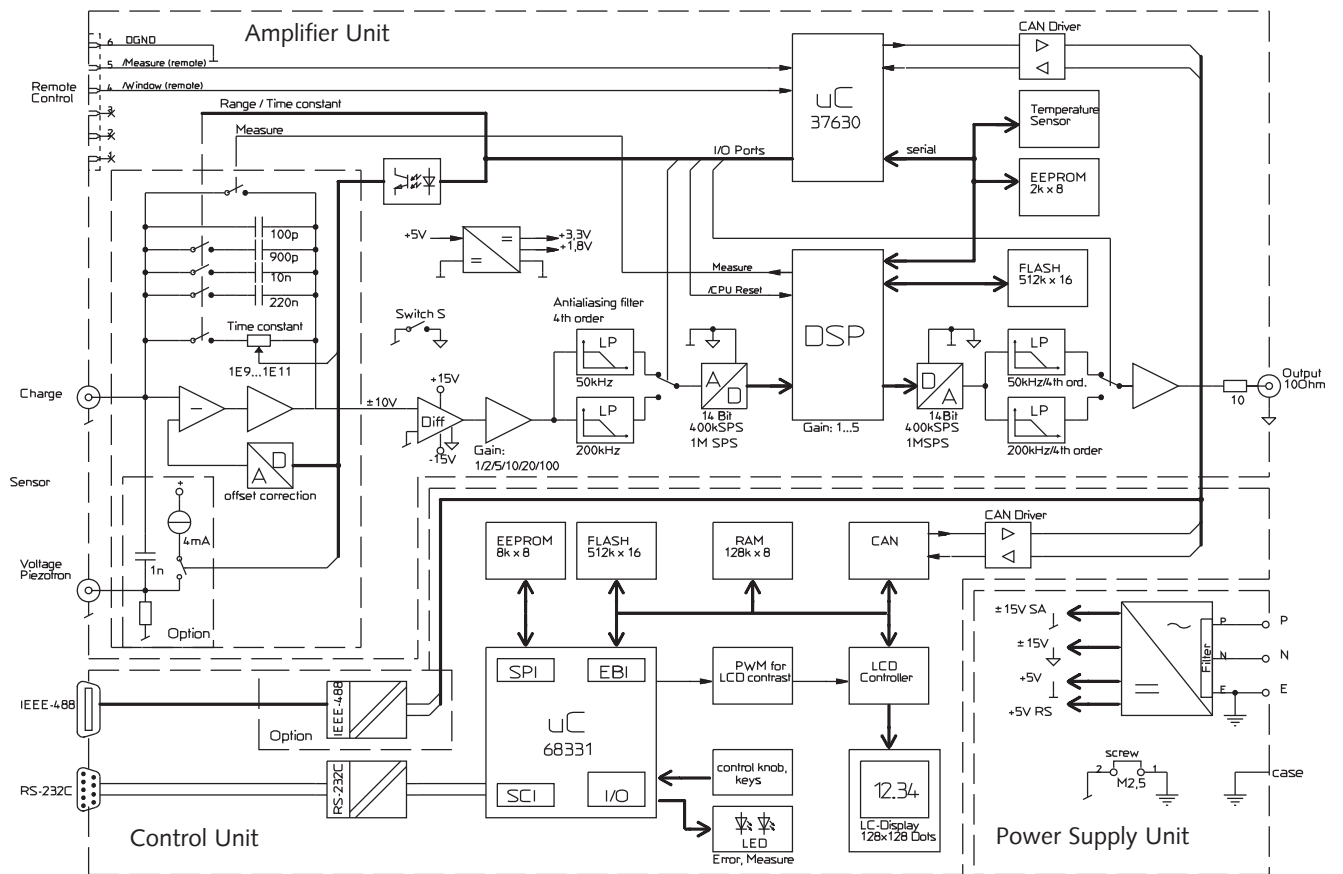 Amplifier Unit
CAN Driver
6 DGND
5 /Measure (remote)
4 /Window (remote)
3
2
1
Remote
Control
Range / Time constant
Measure
I/O Ports
uC
37630
serial
Temperature
Sensor
EEPROM
2k x 8
100p
900p
10n
220n
Time constant
1E9...1E11
+5V
=
=
+3,3V
+1,8V
Measure
/CPU Reset
FLASH
512k x 16
Switch S
Antialiasing filter
4th order
LP
50kHz
LP
200kHz
DSP
Gain: 1...5
LP
50kHz/4th ord.
LP
200kHz/4th order
Charge
–
±10V
+15V
Diff
-15V
Gain:
1/2/5/10/20/100
A
D
14 Bit
400kSPS
1M SPS
D
A
14Bit
400kSPS
1MSPS
10
Output
10Ohm
D
A
offset correction
Sensor
+
4mA
1n
Voltage
Piezotron
Option
EEPROM
8k x 8
FLASH
512k x 16
RAM
128k x 8
CAN
CAN Driver
SPI
EBI
uC
68331
SCI
I/O
PWM for
LCD contrast
LCD
Controller
±15V SA
±15V
+5V
+5V RS
~
Filter
P
N
E
P
N
E
IEEE-488
IEEE-488
Option
RS-232C
RS-232C
control knob,
keys
LED
Error, Measure
12.34
LC-Display
128x128 Dots
screw
2
1
M2,5
case
Control Unit
Power Supply Unit